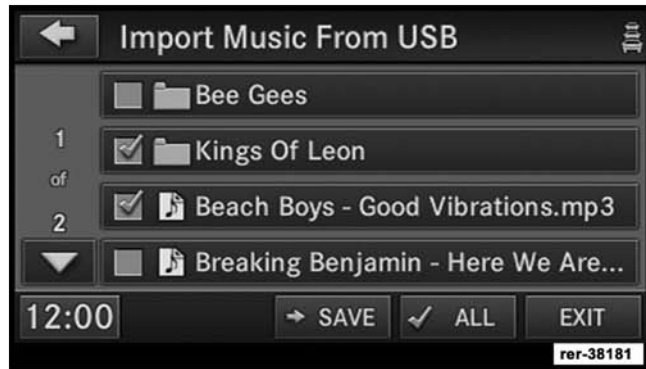 Import Music From USB
Bee Gees
1
of
2
Kings Of Leon
Beach Boys - Good Vibrations.mp3
Breaking Benjamin - Here We Are...
12:00
SAVE
ALL
EXIT
rer-38181